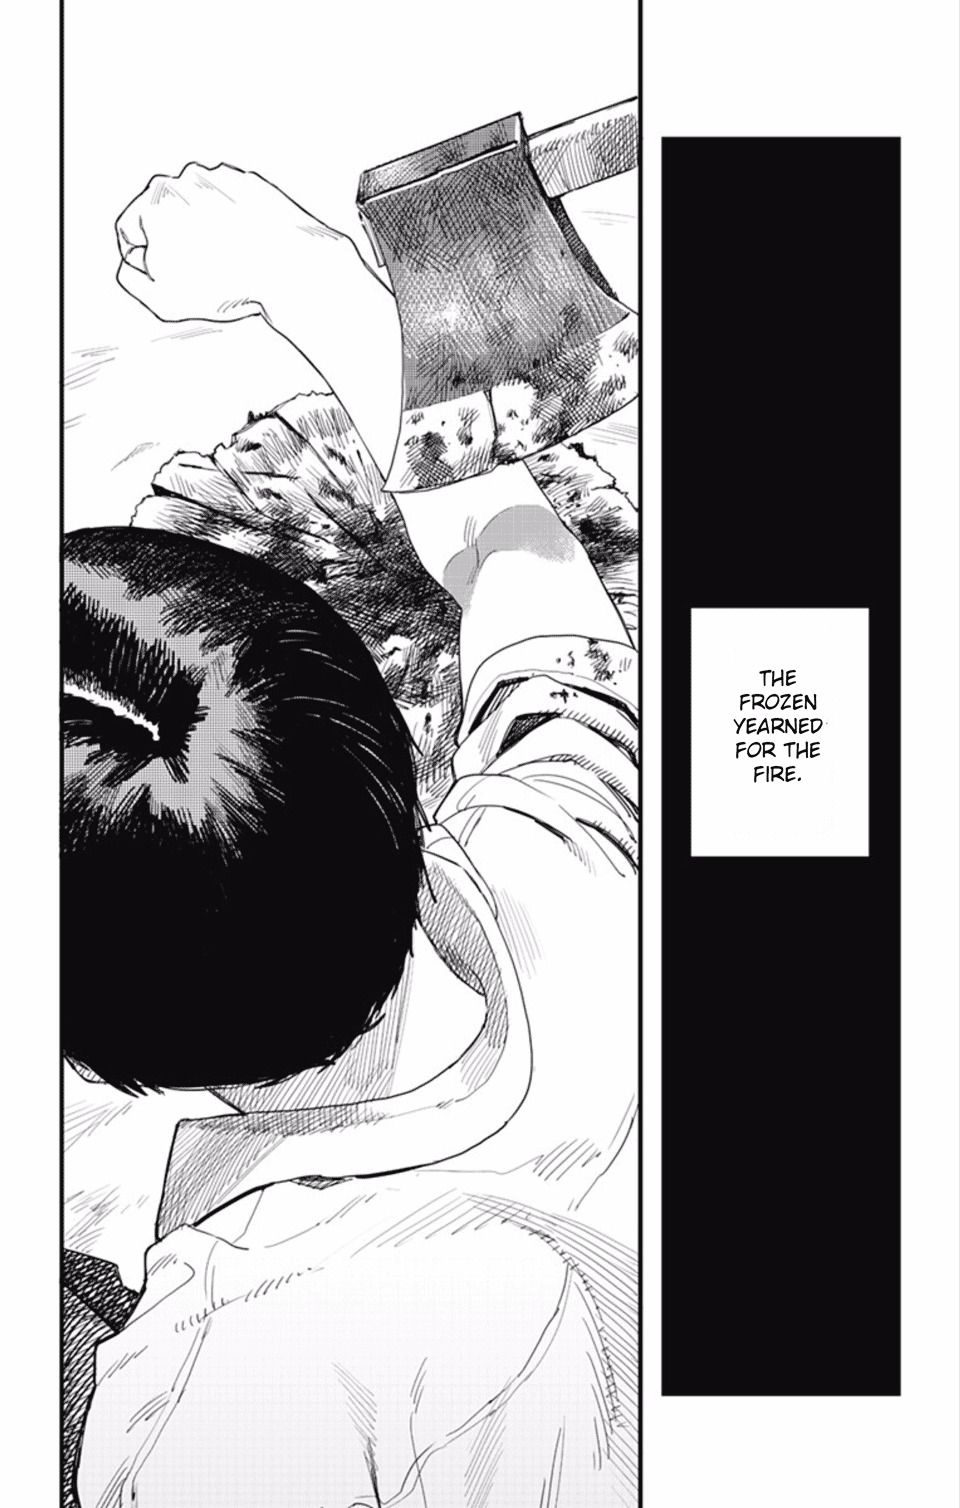 THE
FROZEN
YEARNED
FOR THE
FIRE.